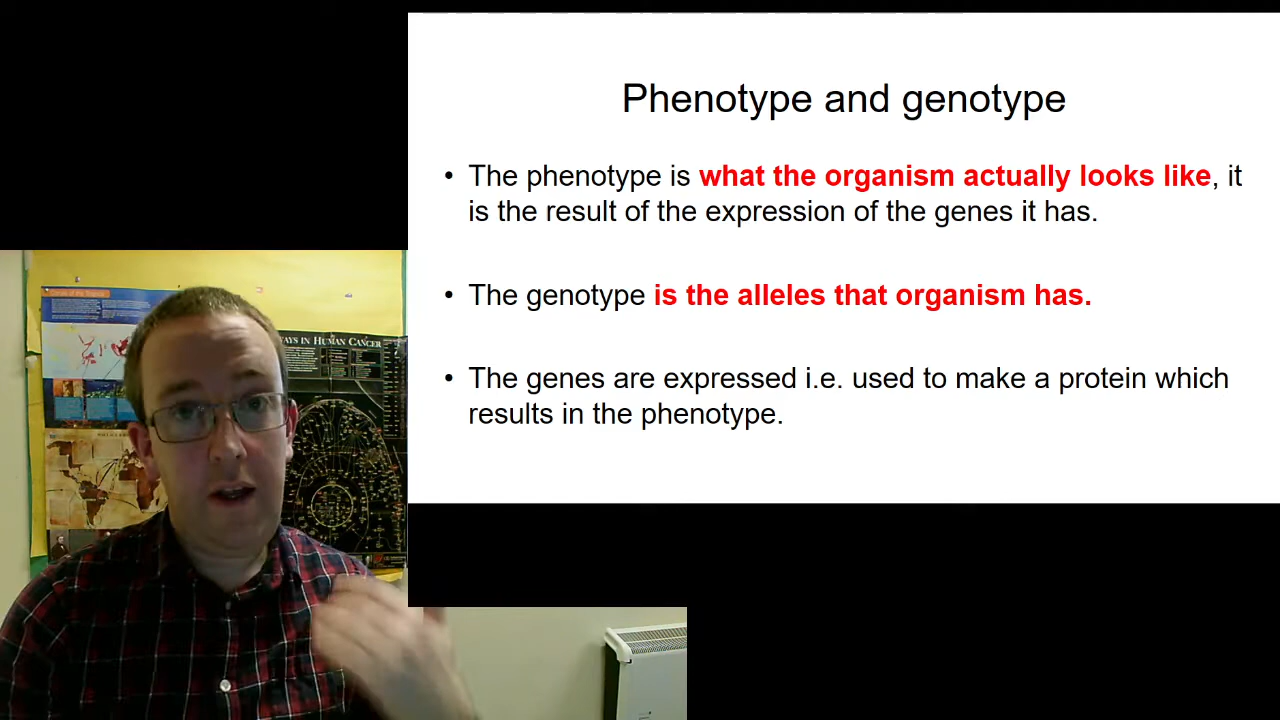 Phenotype and genotype
• The phenotype is what the organism actually looks like, it
is the result of the expression of the genes it has.
• The genotype is the alleles that organism has.
• The genes are expressed i.e. used to make a protein which
results in the phenotype.
AYS IN HUMAN CANCER